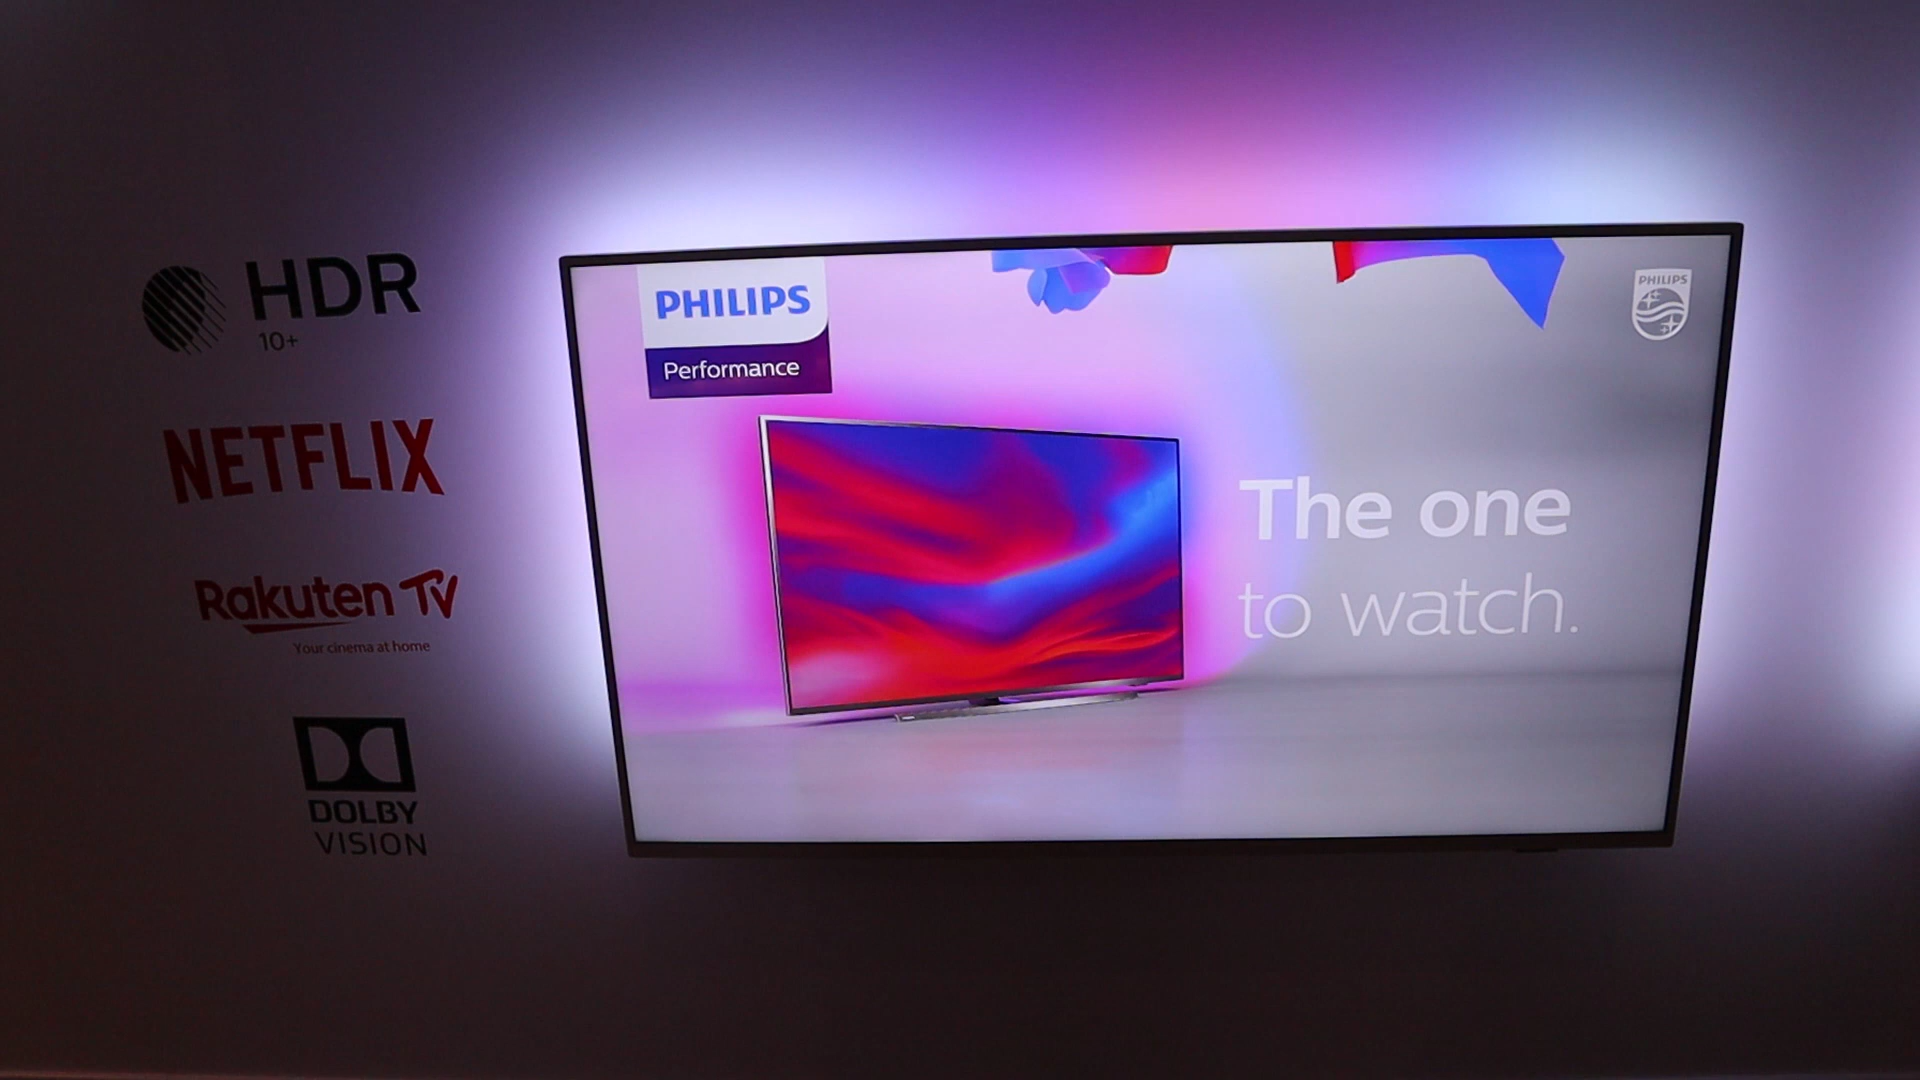 HDR
10+
NETFLIX
Rakuten TV
Your cinema at home
DOLBY
VISION
PHILIPS
Performance
PHILIPS
The one
to watch.